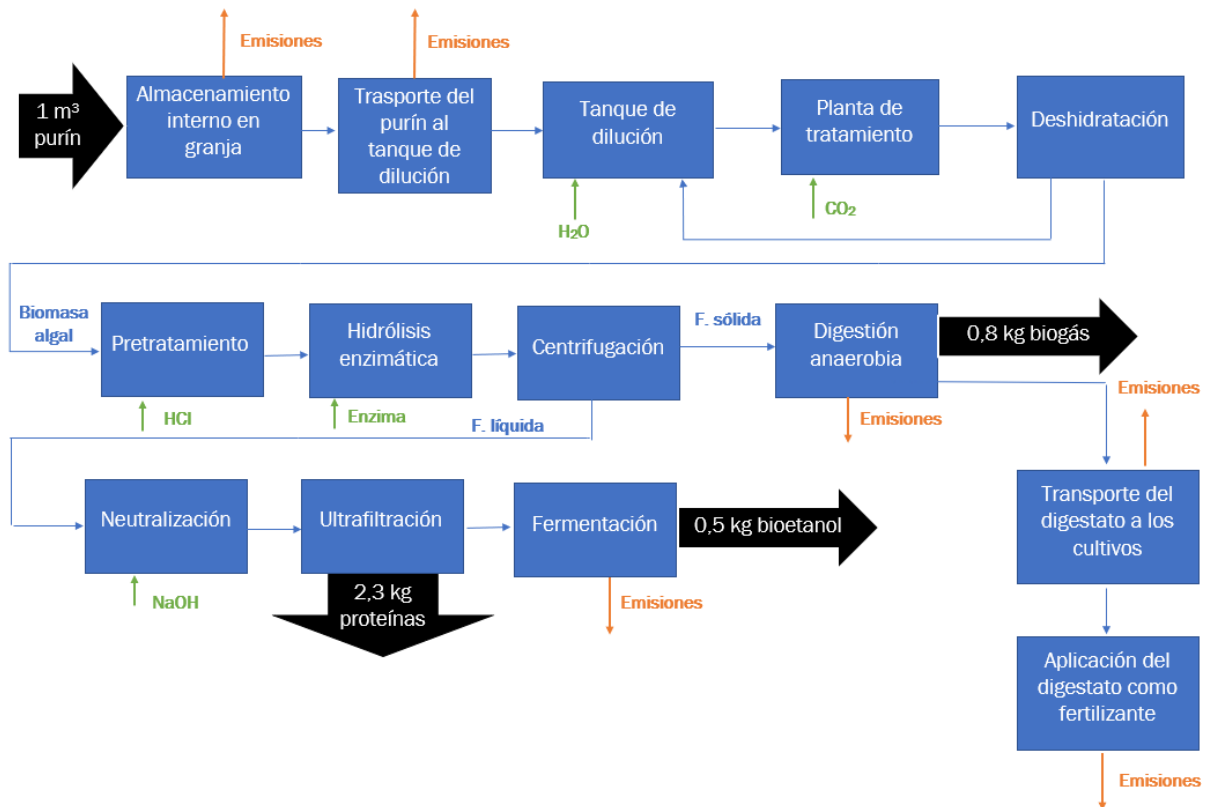 Emisiones
Emisiones
1 m³
purín
Almacenamiento
interno en
granja
Trasporte del
purín al
tanque de
dilución
Tanque de
dilución
Planta de
tratamiento
Deshidratación
H₂O
CO₂
Biomasa
algal
Pretratamiento
Hidrólisis
enzimática
Centrifugación
F. sólida
Digestión
anaerobia
0,8 kg biogás
HCl
Enzima
F. líquida
Emisiones
Emisiones
Neutralización
Ultrafiltración
Fermentación
0,5 kg bioetanol
Transporte del
digestato a los
cultivos
NaOH
2,3 kg
proteínas
Emisiones
Aplicación del
digestato como
fertilizante
Emisiones